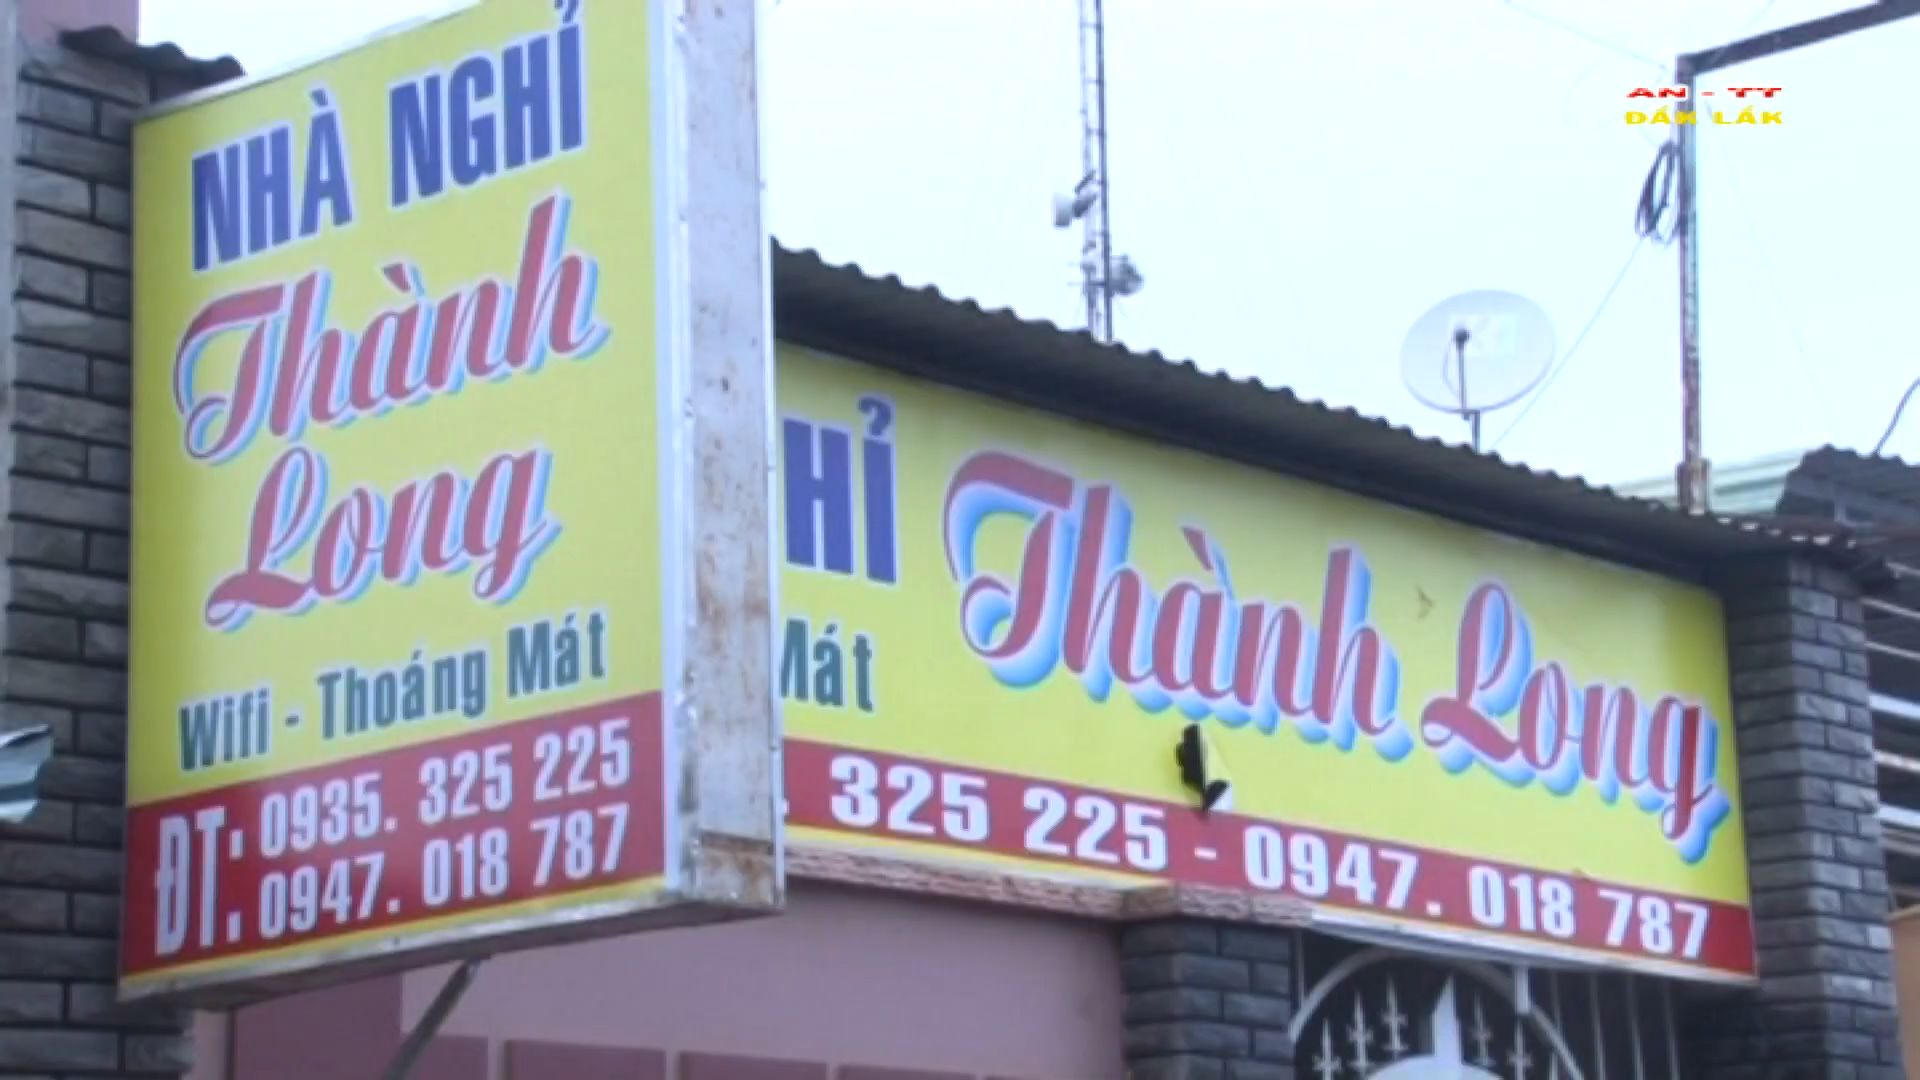 AN - TT
ĐẮK LẮK
NHÀ NGHỈ
Thành
Long
Wifi - Thoáng Mát
ĐT: 0935. 325 225
0947. 018 787
HỈ Thành Long
Mát
. 325 225 - 0947. 018 787